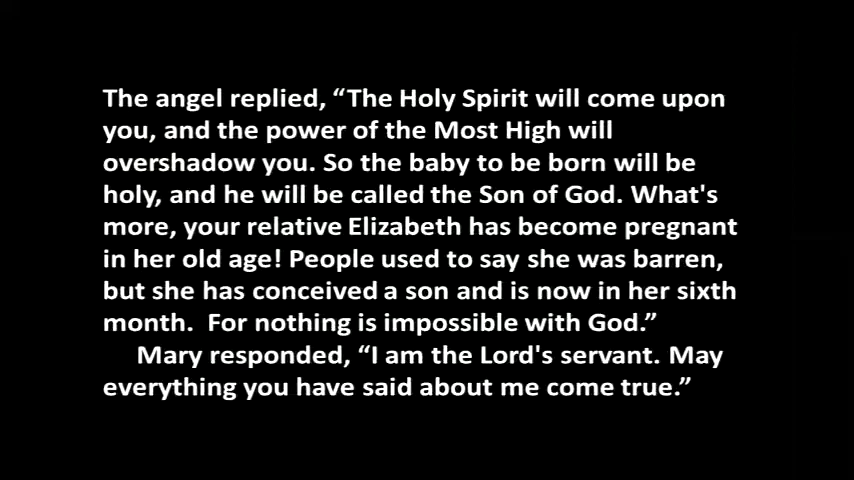 The angel replied, “The Holy Spirit will come upon
you, and the power of the Most High will
overshadow you. So the baby to be born will be
holy, and he will be called the Son of God. What's
more, your relative Elizabeth has become pregnant
in her old age! People used to say she was barren,
but she has conceived a son and is now in her sixth
month.  For nothing is impossible with God.”
Mary responded, “I am the Lord's servant. May
everything you have said about me come true.”